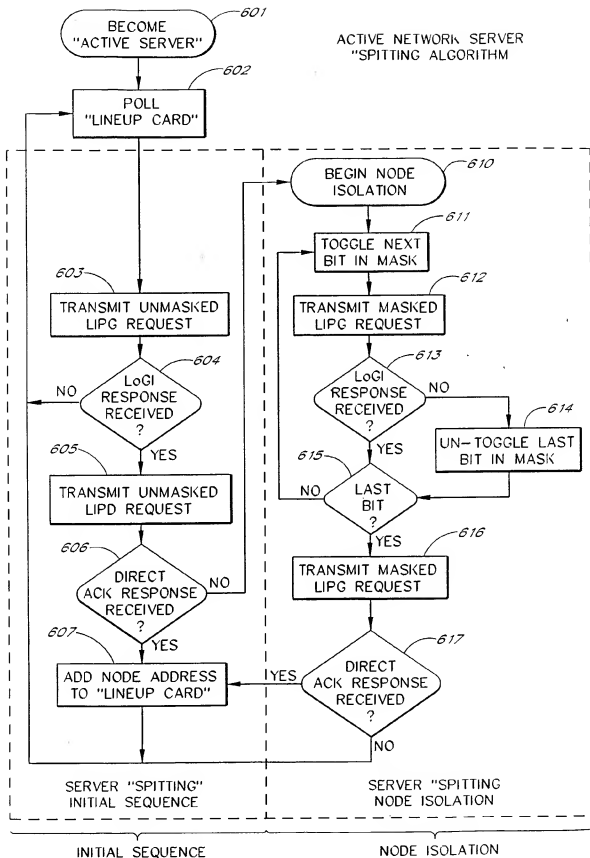 BECOME
"ACTIVE SERVER"
601
ACTIVE NETWORK SERVER
"SPITTING ALGORITHM
602
POLL
"LINEUP CARD"
BEGIN NODE
ISOLATION
610
611
TOGGLE NEXT
BIT IN MASK
603
TRANSMIT UNMASKED
LIPG REQUEST
612
TRANSMIT MASKED
LIPG REQUEST
604
LoGI
RESPONSE
RECEIVED
?
NO
YES
613
LoGI
RESPONSE
RECEIVED
?
NO
YES
614
UN-TOGGLE LAST
BIT IN MASK
605
TRANSMIT UNMASKED
LIPD REQUEST
615
LAST
BIT
?
NO
YES
606
DIRECT
ACK RESPONSE
RECEIVED
?
NO
YES
616
TRANSMIT MASKED
LIPG REQUEST
607
ADD NODE ADDRESS
TO "LINEUP CARD"
617
DIRECT
ACK RESPONSE
RECEIVED
?
YES
NO
SERVER "SPITTING"
INITIAL SEQUENCE
SERVER "SPITTING
NODE ISOLATION
INITIAL SEQUENCE
NODE ISOLATION